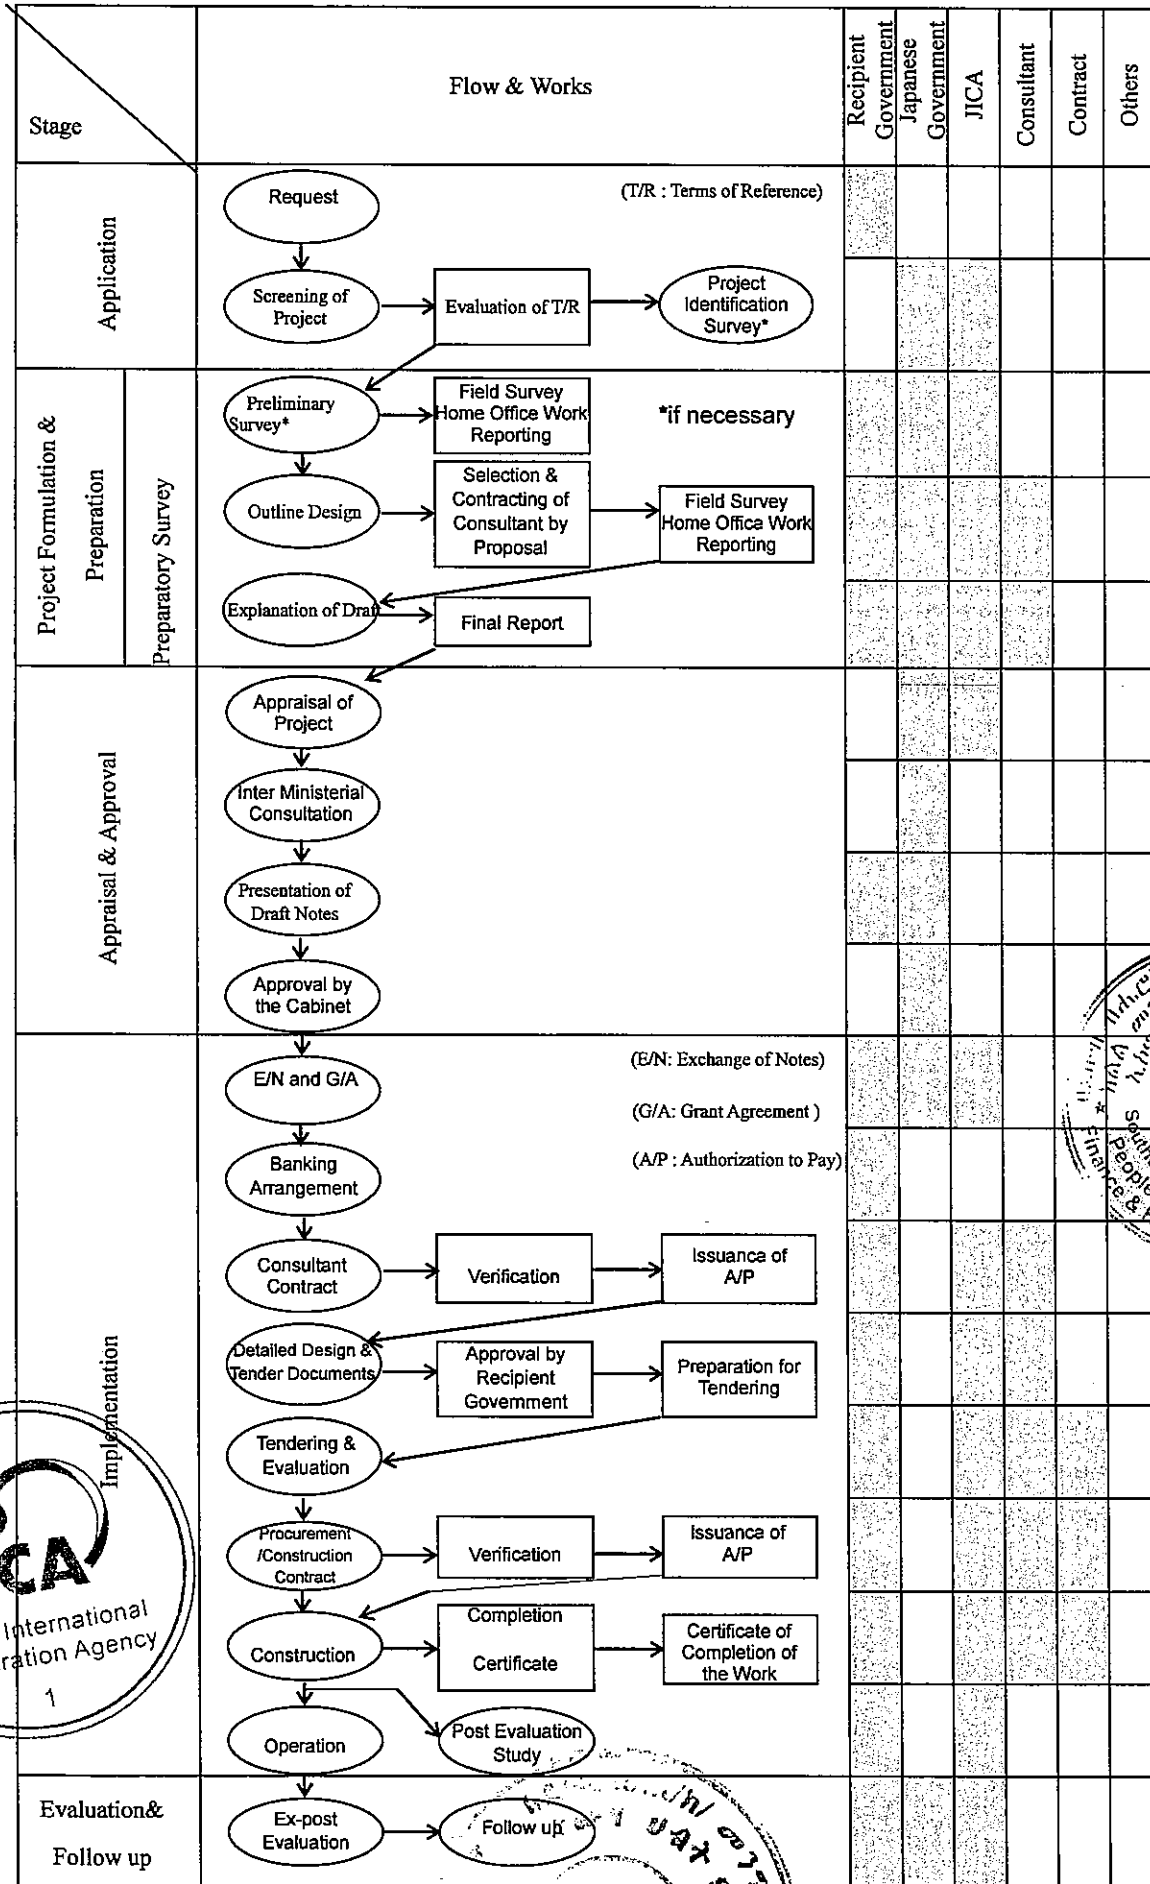 Stage
Flow & Works
Recipient
Government
Japanese
Government
JICA
Consultant
Contract
Others
Application
Request
(T/R : Terms of Reference)
Screening of
Project
Evaluation of T/R
Project
Identification
Survey*
Project Formulation &
Preparation
Preparatory Survey
Preliminary
Survey*
Field Survey
Home Office Work
Reporting
*if necessary
Outline Design
Selection &
Contracting of
Consultant by
Proposal
Field Survey
Home Office Work
Reporting
Explanation of Draft
Final Report
Appraisal & Approval
Appraisal of
Project
Inter Ministerial
Consultation
Presentation of
Draft Notes
Approval by
the Cabinet
Implementation
E/N and G/A
(E/N: Exchange of Notes)
(G/A: Grant Agreement )
(A/P : Authorization to Pay)
Banking
Arrangement
Consultant
Contract
Verification
Issuance of
A/P
Detailed Design &
Tender Documents
Approval by
Recipient
Government
Preparation for
Tendering
Tendering &
Evaluation
Procurement
/Construction
Contract
Verification
Issuance of
A/P
Construction
Completion
Certificate
Certificate of
Completion of
the Work
Operation
Post Evaluation
Study
Evaluation&
Follow up
Ex-post
Evaluation
Follow up
CA
International
ration Agency
1